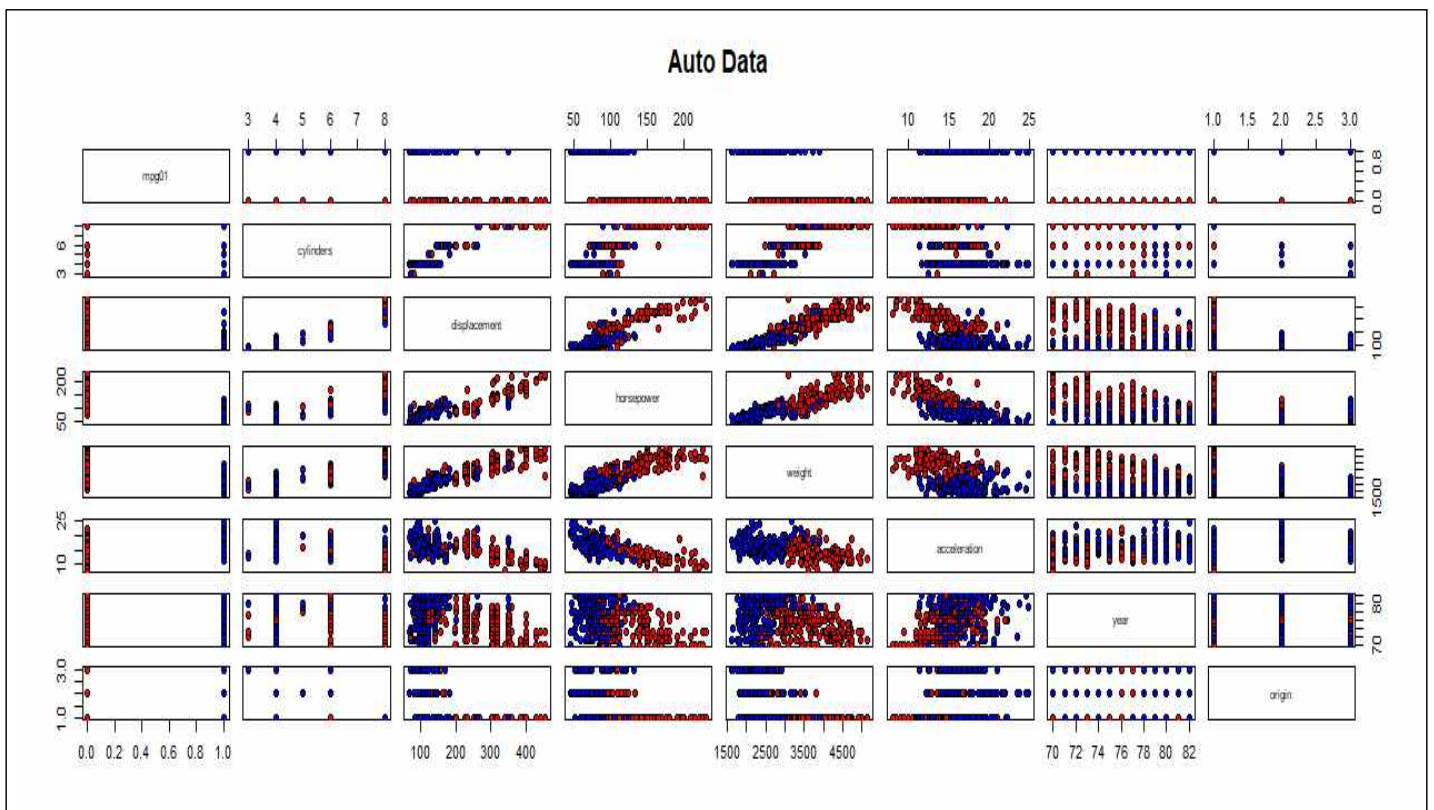 Auto Data
3 4 5 6 7 8
50 100 150 200
10 15 20 25
1.0 1.5 2.0 2.5 3.0
mpg01
0.0 0.8
3 6
cylinders
displacement
100
50 200
horsepower
weight
1500
10 25
acceleration
year
70 80
1.0 3.0
origin
0.0 0.2 0.4 0.6 0.8 1.0
100 200 300 400
1500 2500 3500 4500
70 72 74 76 78 80 82